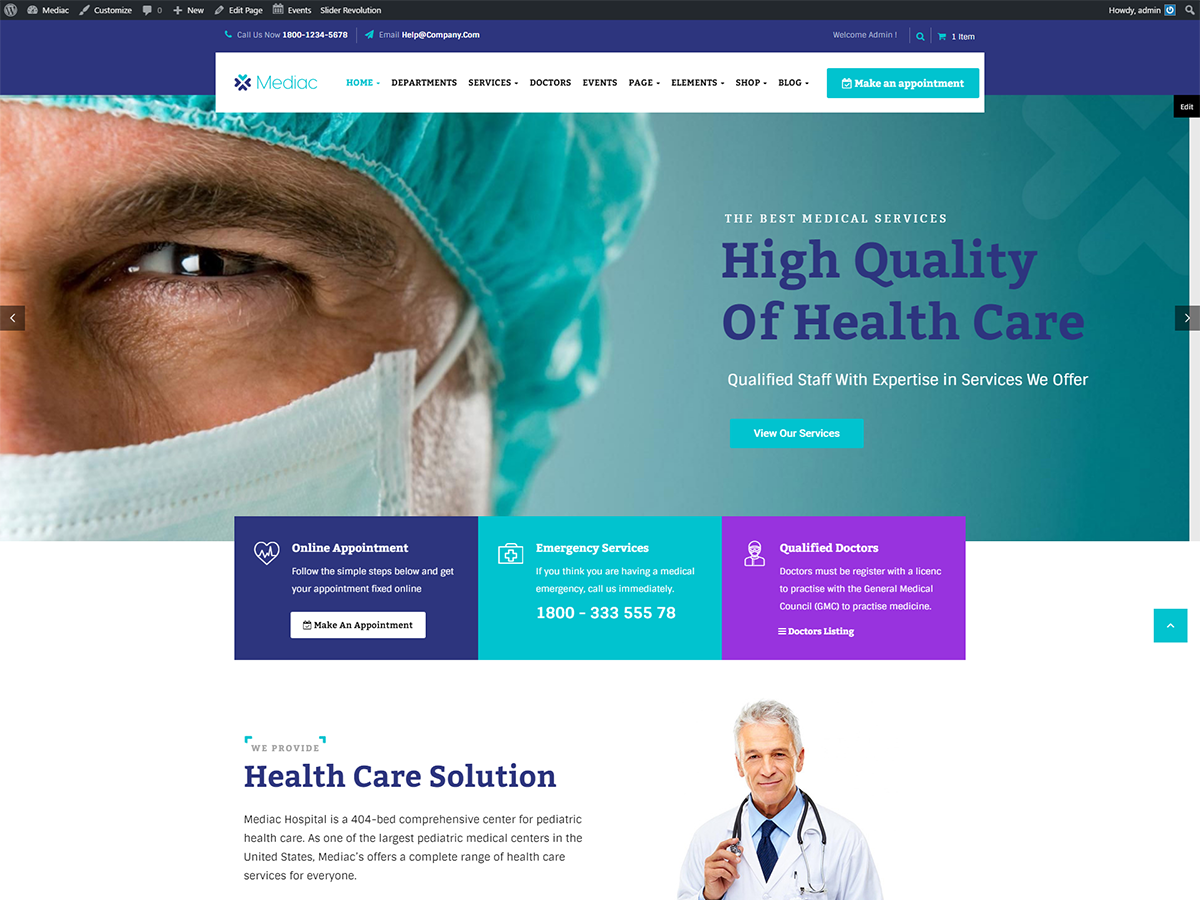 Mediac Customize 0 New Edit Page Events Slider Revolution Howdy, admin
Call Us Now 1800-1234-5678 Email Help@Company.Com Welcome Admin ! 1 Item
Mediac HOME DEPARTMENTS SERVICES DOCTORS EVENTS PAGE ELEMENTS SHOP BLOG Make an appointment
Edit
THE BEST MEDICAL SERVICES
High Quality
Of Health Care
Qualified Staff With Expertise in Services We Offer
View Our Services
Online Appointment
Follow the simple steps below and get
your appointment fixed online
Make An Appointment
Emergency Services
If you think you are having a medical
emergency, call us immediately.
1800 - 333 555 78
Qualified Doctors
Doctors must be register with a licenc
to practise with the General Medical
Council (GMC) to practise medicine.
Doctors Listing
WE PROVIDE
Health Care Solution
Mediac Hospital is a 404-bed comprehensive center for pediatric
health care. As one of the largest pediatric medical centers in the
United States, Mediac's offers a complete range of health care
services for everyone.